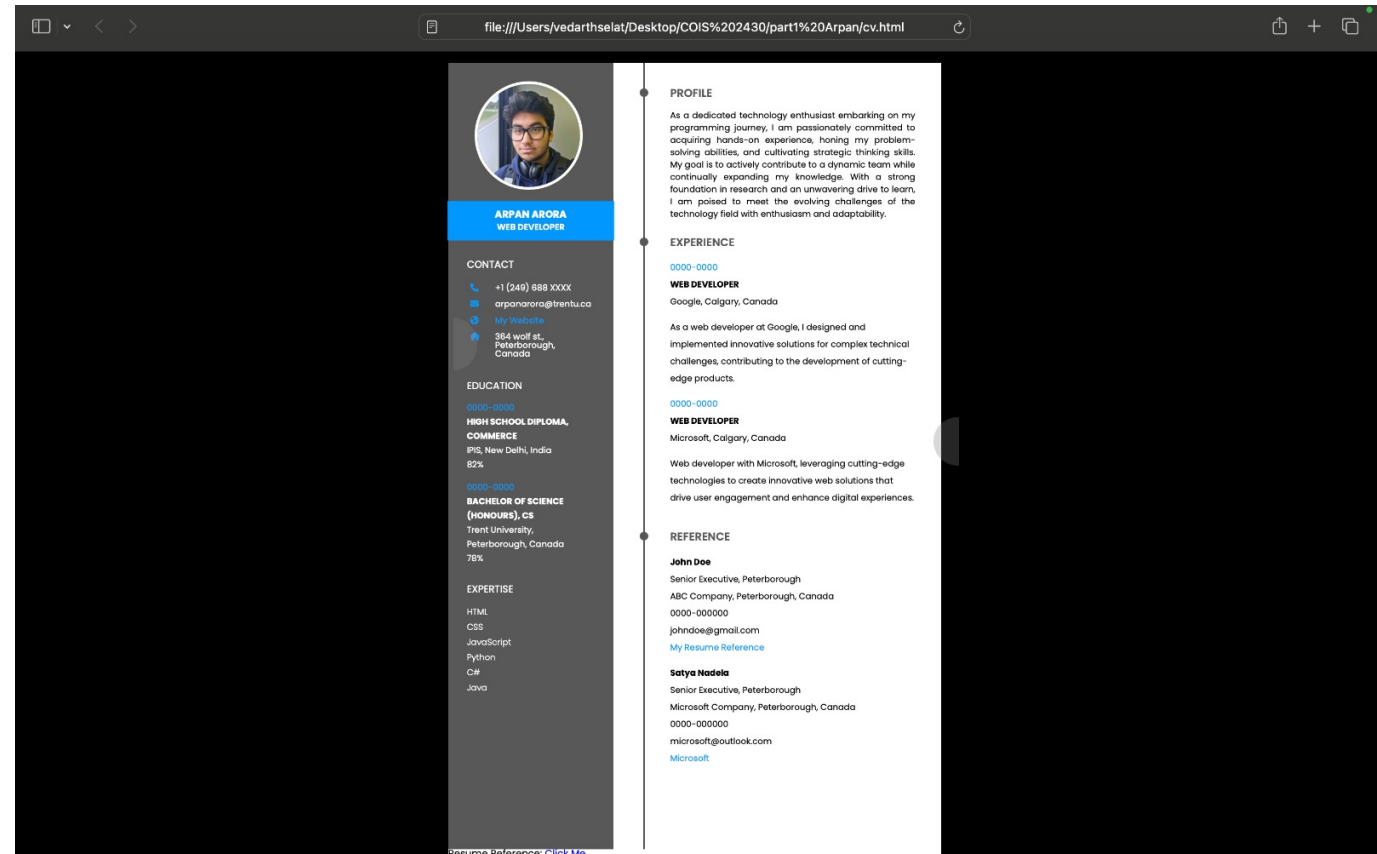 file:///Users/vedarthselat/Desktop/COIS%202430/part1%20Arpan/cv.html
ARPAN ARORA
WEB DEVELOPER
CONTACT
+1 (249) 688 XXXX
arpanarora@trentu.ca
My Website
364 wolf st.,
Peterborough,
Canada
EDUCATION
0000-0000
HIGH SCHOOL DIPLOMA,
COMMERCE
IPIS, New Delhi, India
82%
0000-0000
BACHELOR OF SCIENCE
(HONOURS), CS
Trent University,
Peterborough, Canada
78%
EXPERTISE
HTML
CSS
JavaScript
Python
C#
Java
PROFILE
As a dedicated technology enthusiast embarking on my
programming journey, I am passionately committed to
acquiring hands-on experience, honing my problem-
solving abilities, and cultivating strategic thinking skills.
My goal is to actively contribute to a dynamic team while
continually expanding my knowledge. With a strong
foundation in research and an unwavering drive to learn,
I am poised to meet the evolving challenges of the
technology field with enthusiasm and adaptability.
EXPERIENCE
0000-0000
WEB DEVELOPER
Google, Calgary, Canada
As a web developer at Google, I designed and
implemented innovative solutions for complex technical
challenges, contributing to the development of cutting-
edge products.
0000-0000
WEB DEVELOPER
Microsoft, Calgary, Canada
Web developer with Microsoft, leveraging cutting-edge
technologies to create innovative web solutions that
drive user engagement and enhance digital experiences.
REFERENCE
John Doe
Senior Executive, Peterborough
ABC Company, Peterborough, Canada
0000-000000
johndoe@gmail.com
My Resume Reference
Satya Nadela
Senior Executive, Peterborough
Microsoft Company, Peterborough, Canada
0000-000000
microsoft@outlook.com
Microsoft
Resume Reference: Click Me